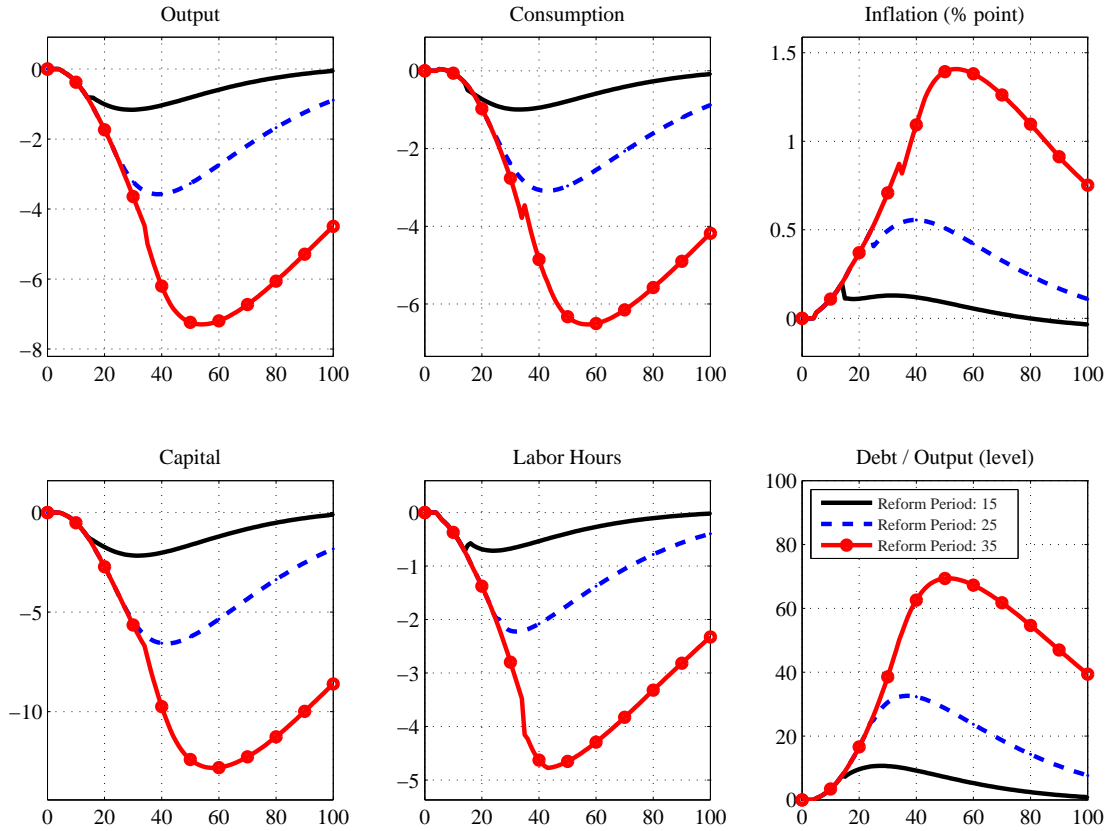 Output
Consumption
Inflation (% point)
0
−2
−4
−6
−8
0 20 40 60 80 100
0
−2
−4
−6
0 20 40 60 80 100
1.5
1
0.5
0
0 20 40 60 80 100
Capital
Labor Hours
Debt / Output (level)
0
−5
−10
0 20 40 60 80 100
0
−1
−2
−3
−4
−5
0 20 40 60 80 100
100
80
60
40
20
0
0 20 40 60 80 100
Reform Period: 15
Reform Period: 25
Reform Period: 35